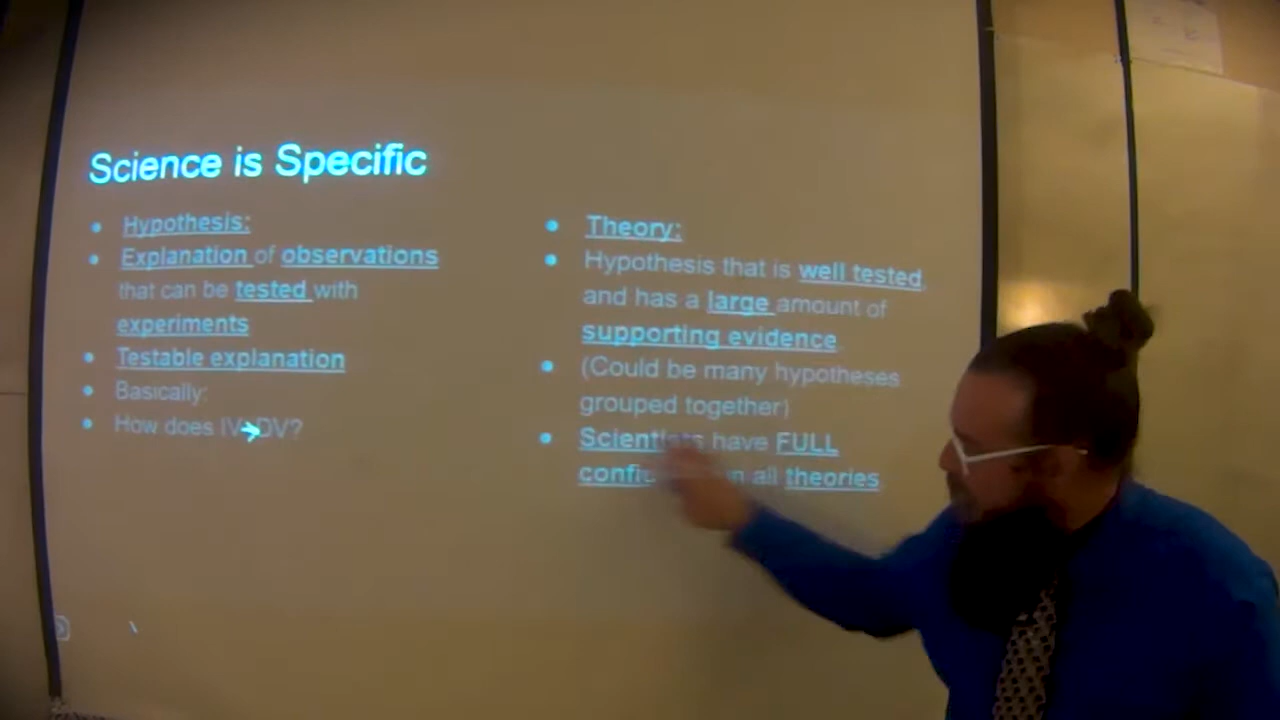 Science is Specific
Hypothesis:
Explanation of observations
that can be tested with
experiments
Testable explanation
Basically:
How does IV→DV?
Theory:
Hypothesis that is well tested
and has a large amount of
supporting evidence
(Could be many hypotheses
grouped together)
Scientists have FULL
all theories